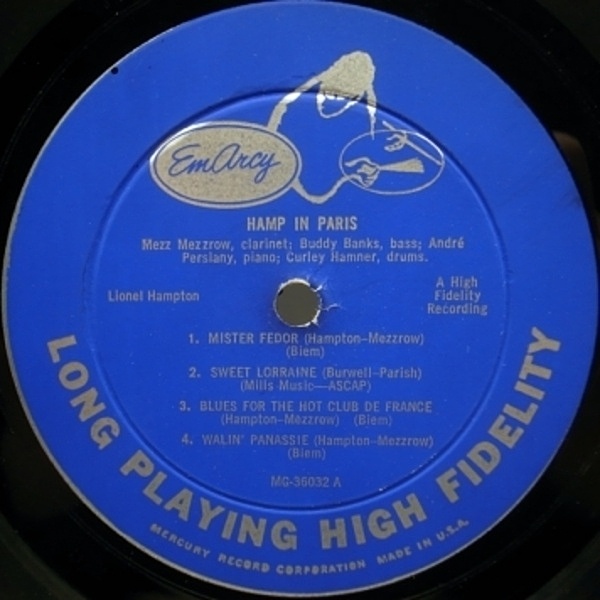 EmArcy
HAMP IN PARIS
Mezz Mezzrow, clarinet; Buddy Banks, bass; André
Persiany, piano; Curley Hamner, drums.
Lionel Hampton
A High
Fidelity
Recording
1. MISTER FEDOR (Hampton-Mezzrow)
(Biem)
2. SWEET LORRAINE (Burwell-Parish)
(Mills Music—ASCAP)
3. BLUES FOR THE HOT CLUB DE FRANCE
(Hampton-Mezzrow) (Biem)
4. WALIN' PANASSIE (Hampton-Mezzrow)
(Biem)
MG-36032 A
LONG PLAYING HIGH FIDELITY
MERCURY RECORD CORPORATION MADE IN U.S.A.